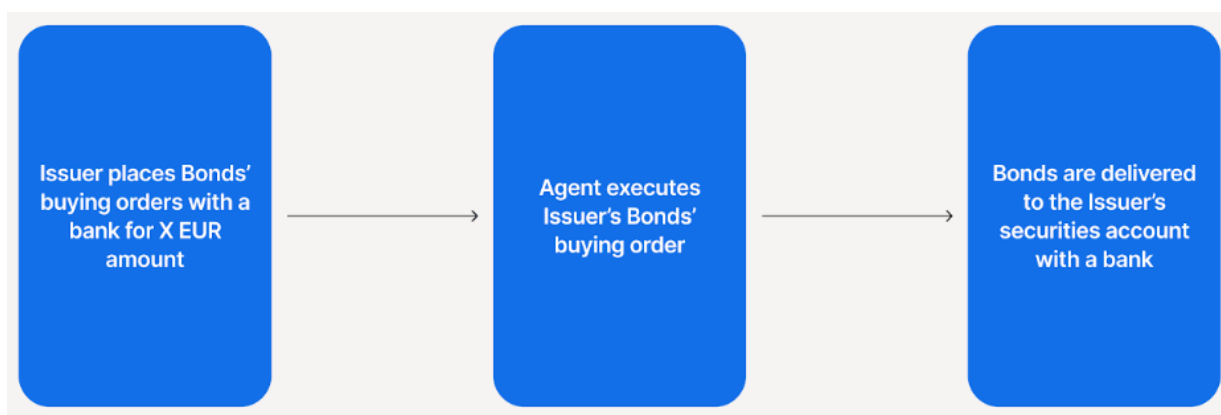 Issuer places Bonds’
buying orders with a
bank for X EUR
amount
Agent executes
Issuer’s Bonds’
buying order
Bonds are delivered
to the Issuer’s
securities account
with a bank